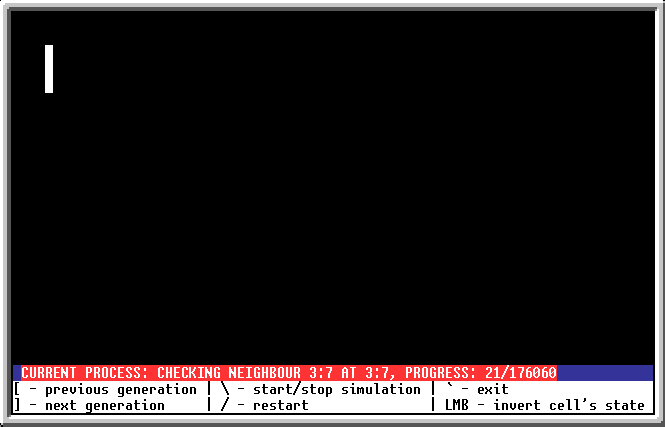 CURRENT PROCESS: CHECKING NEIGHBOUR 3:7 AT 3:7, PROGRESS: 21/176060
[ - previous generation | \ - start/stop simulation | ` - exit
] - next generation | / - restart | LMB - invert cell's state